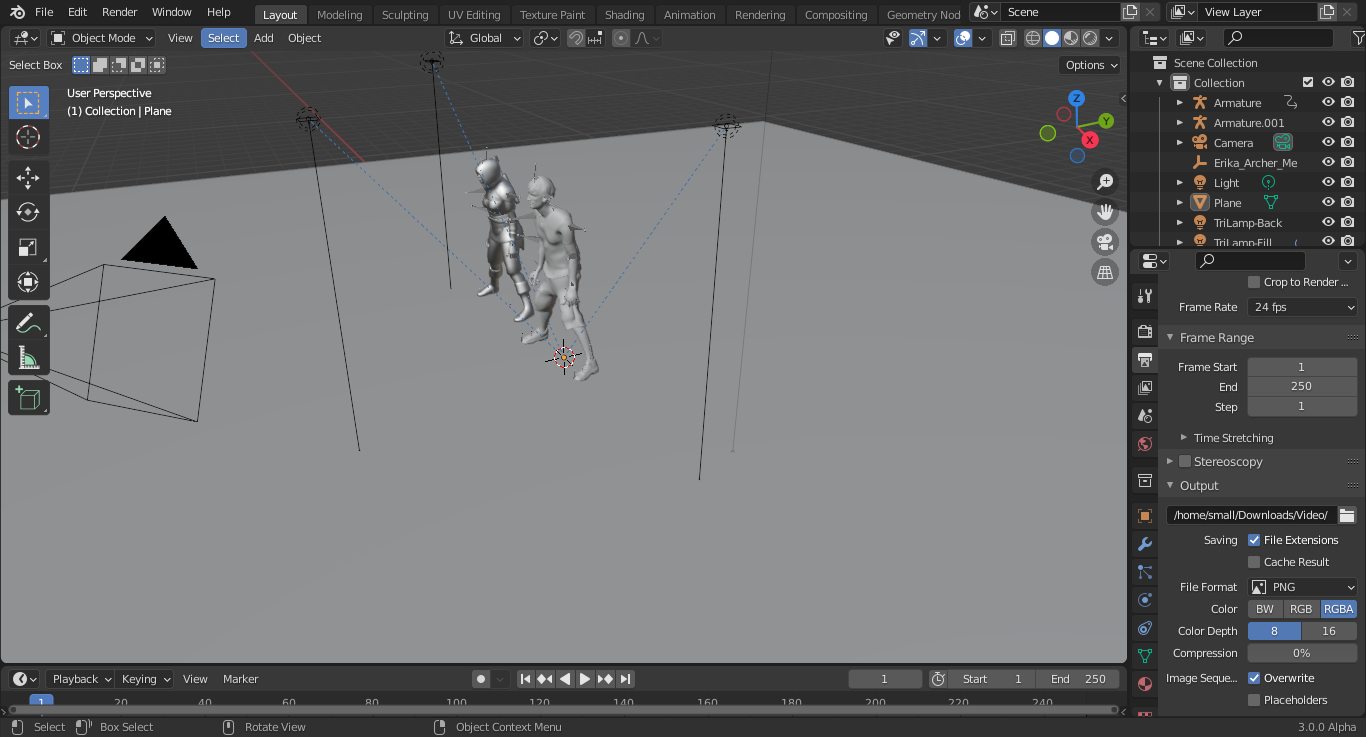 File Edit Render Window Help Layout Modeling Sculpting UV Editing Texture Paint Shading Animation Rendering Compositing Geometry Nod Scene View Layer
Object Mode View Select Add Object Global
Select Box Options
User Perspective
(1) Collection | Plane
Z
Y
X
Scene Collection
Collection
Armature
Armature.001
Camera
Erika_Archer_Me
Light
Plane
TriLamp-Back
TriLamp-Fill
Crop to Render ...
Frame Rate 24 fps
Frame Range
Frame Start 1
End 250
Step 1
Time Stretching
Stereoscopy
Output
/home/small/Downloads/Video/
Saving File Extensions
Cache Result
File Format PNG
Color BW RGB RGBA
Color Depth 8 16
Compression 0%
Image Seque... Overwrite
Placeholders
Playback Keying View Marker 1 Start 1 End 250
1 20 40 60 80 100 120 140 160 180 200 220 240
Select Box Select Rotate View Object Context Menu 3.0.0 Alpha